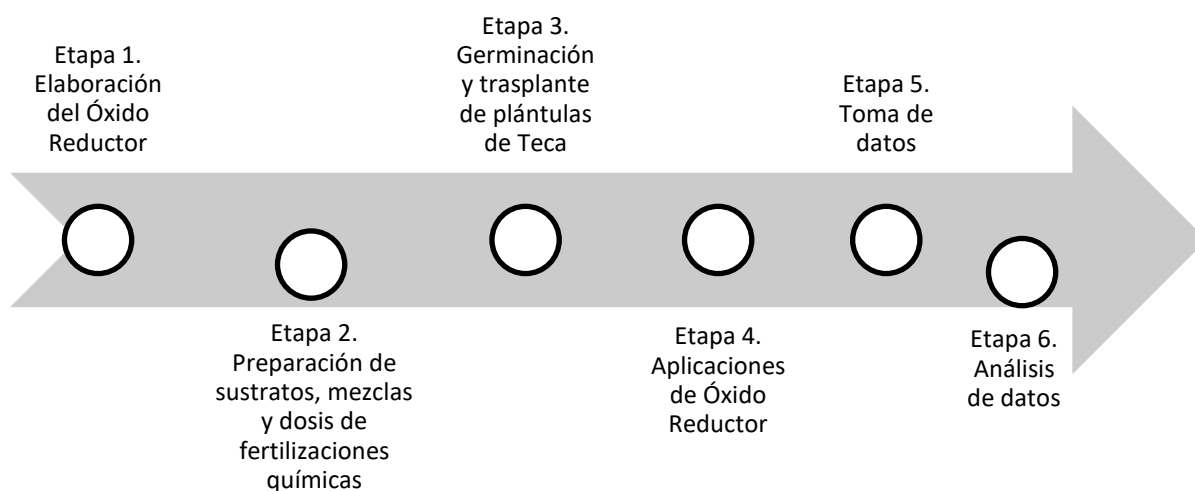 Etapa 1.
Elaboración
del Óxido
Reductor
Etapa 2.
Preparación de
sustratos, mezclas
y dosis de
fertilizaciones
químicas
Etapa 3.
Germinación
y trasplante
de plántulas
de Teca
Etapa 4.
Aplicaciones
de Óxido
Reductor
Etapa 5.
Toma de
datos
Etapa 6.
Análisis
de datos